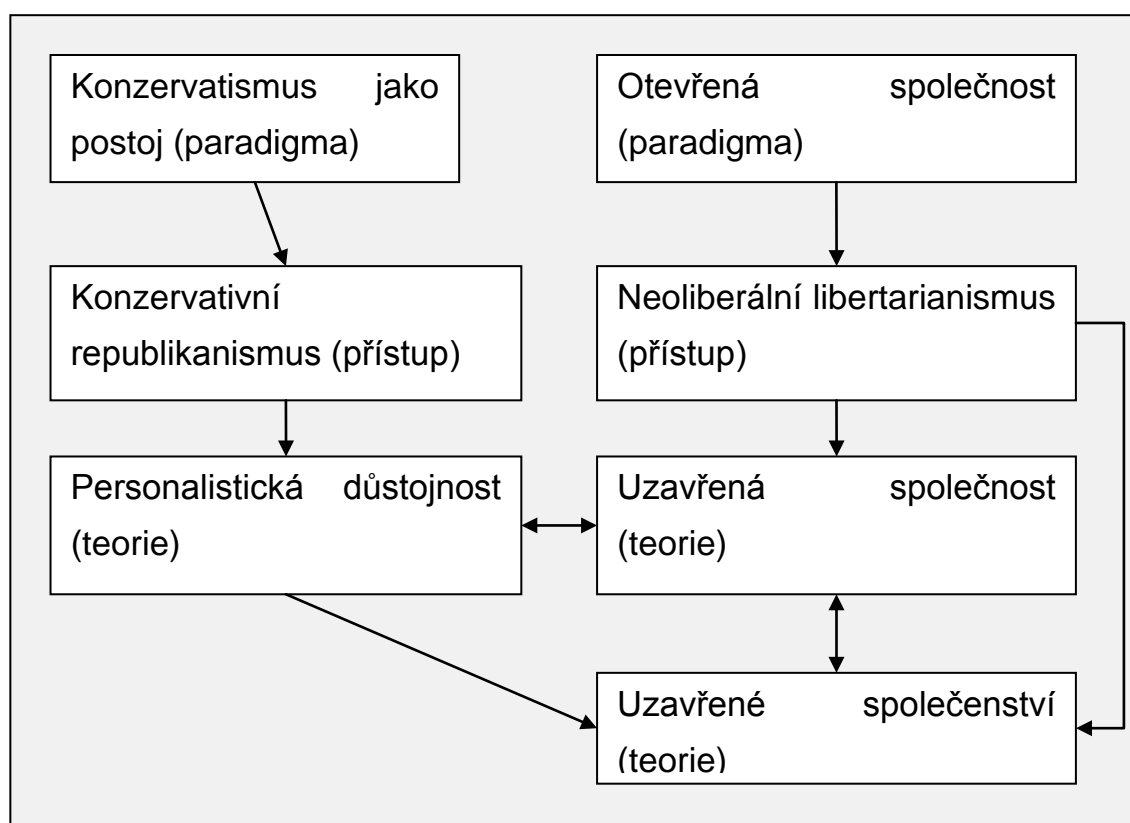 Konzervatismus jako
postoj (paradigma)
Otevřená společnost
(paradigma)
Konzervativní
republikanismus (přístup)
Neoliberální libertarianismus
(přístup)
Personalistická důstojnost
(teorie)
Uzavřená společnost
(teorie)
Uzavřené společenství
(teorie)